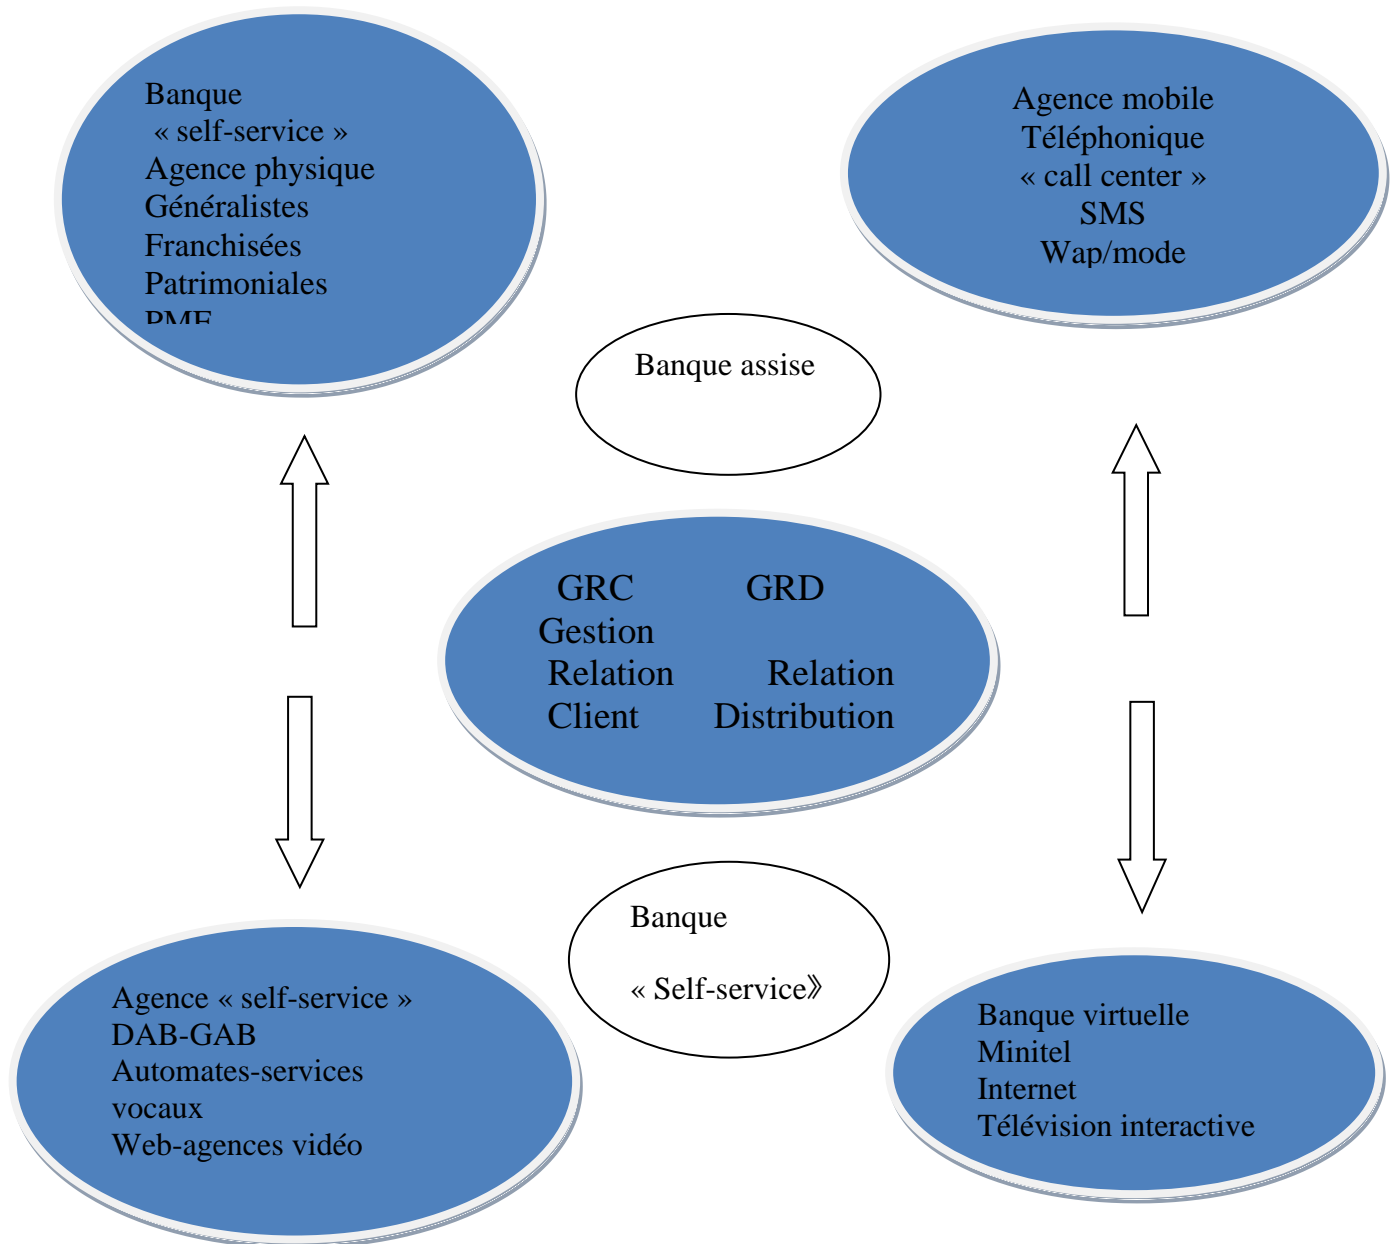 Banque
« self-service »
Agence physique
Généralistes
Franchisées
Patrimoniales
PME
Agence mobile
Téléphonique
« call center »
SMS
Wap/mode
Banque assise
GRC GRD
Gestion
Relation Relation
Client Distribution
Banque
« Self-service》
Agence « self-service »
DAB-GAB
Automates-services
vocaux
Web-agences vidéo
Banque virtuelle
Minitel
Internet
Télévision interactive